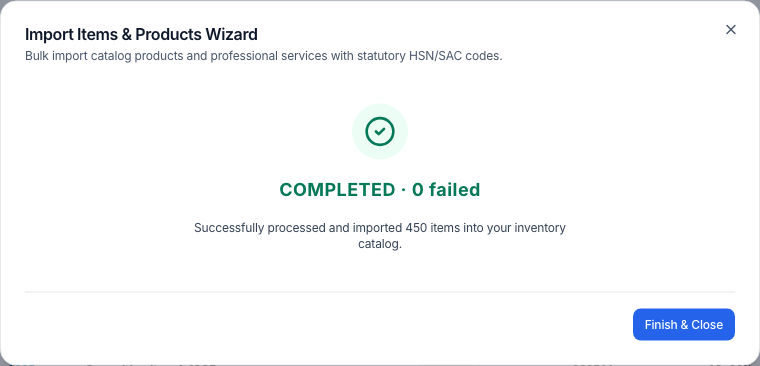 Import Items & Products Wizard
Bulk import catalog products and professional services with statutory HSN/SAC codes.
COMPLETED · 0 failed
Successfully processed and imported 450 items into your inventory
catalog.
Finish & Close